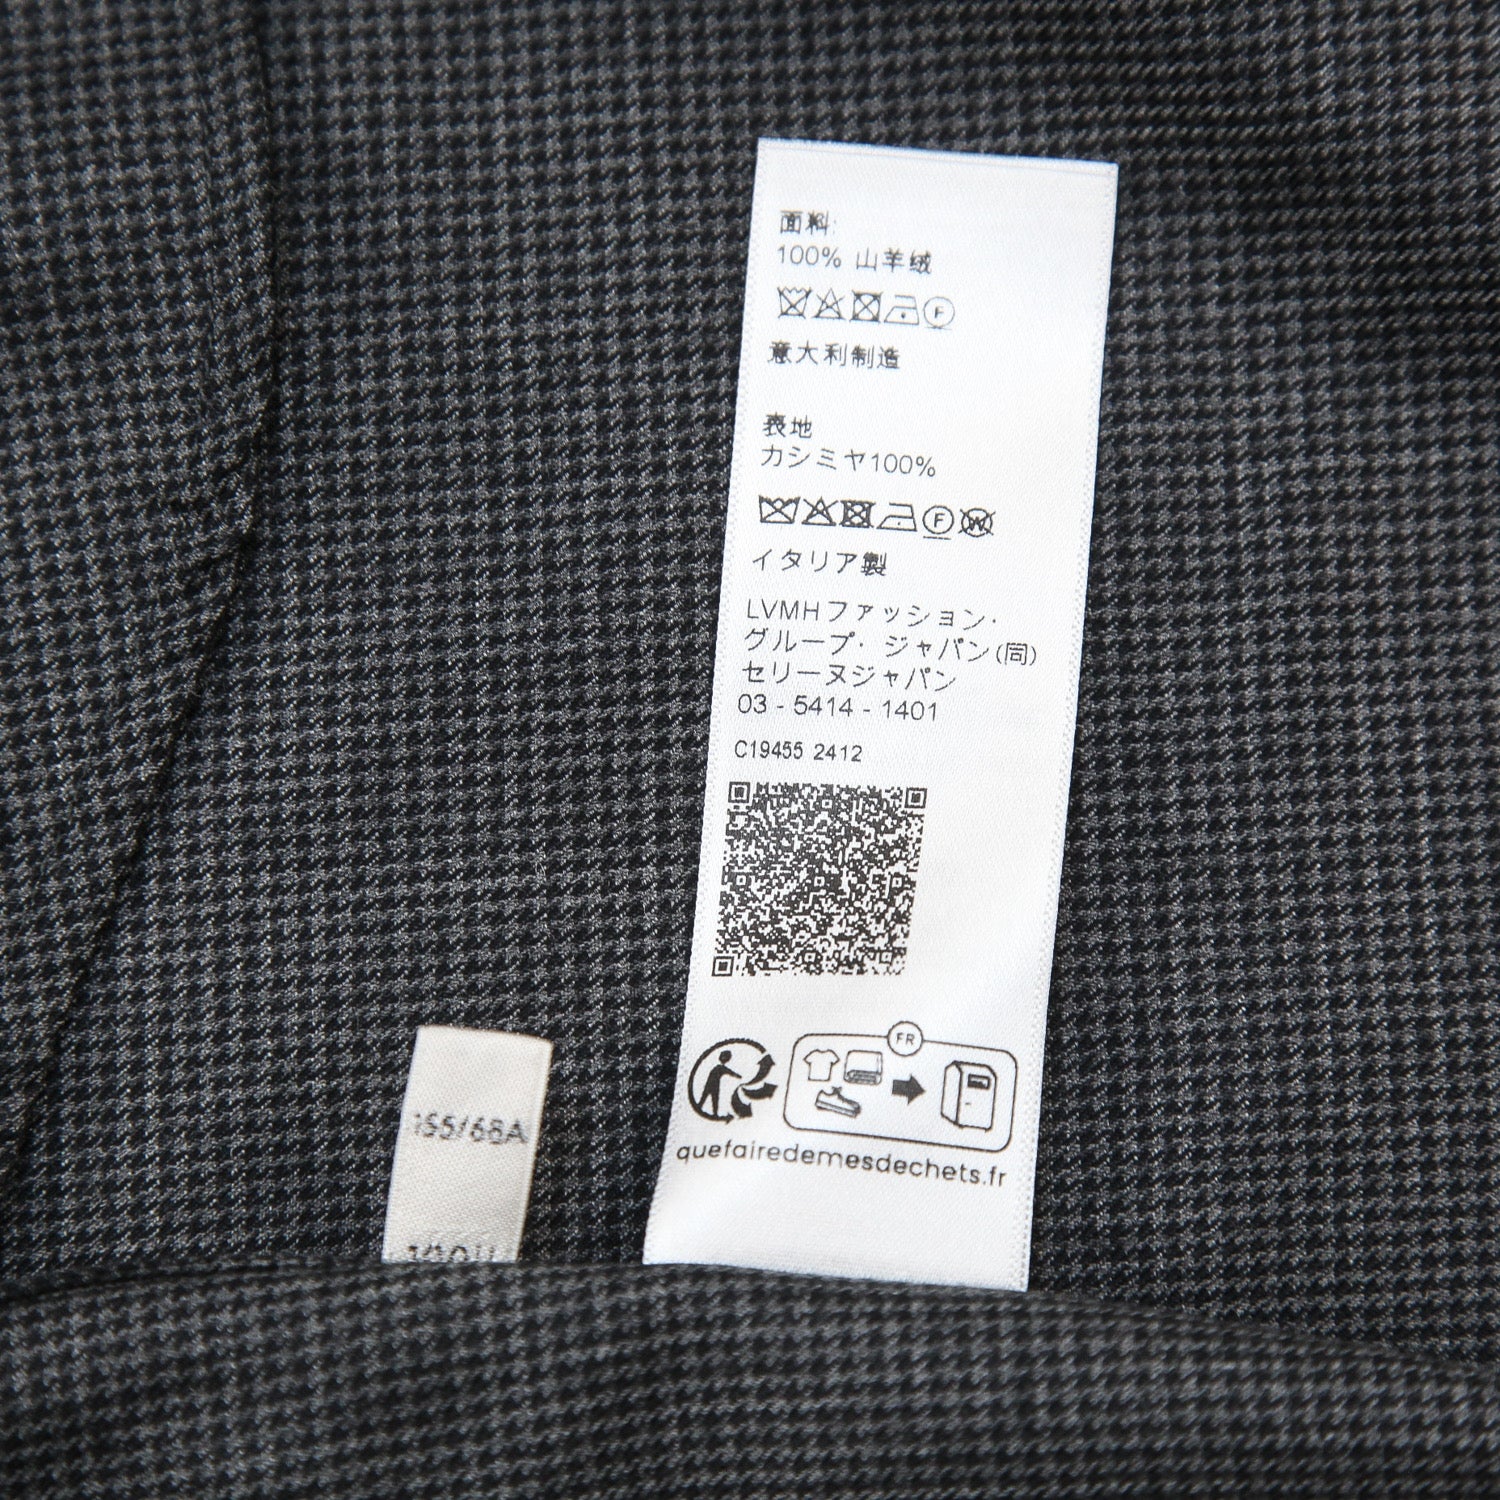 面料:
100% 山羊绒
F
意大利制造
表地
カシミヤ100%
F W
イタリア製
LVMHファッション・
グループ・ジャパン(同)
セリーヌジャパン
03 - 5414 - 1401
C19455 2412
FR
quefairedemesdechets.fr
155/68A